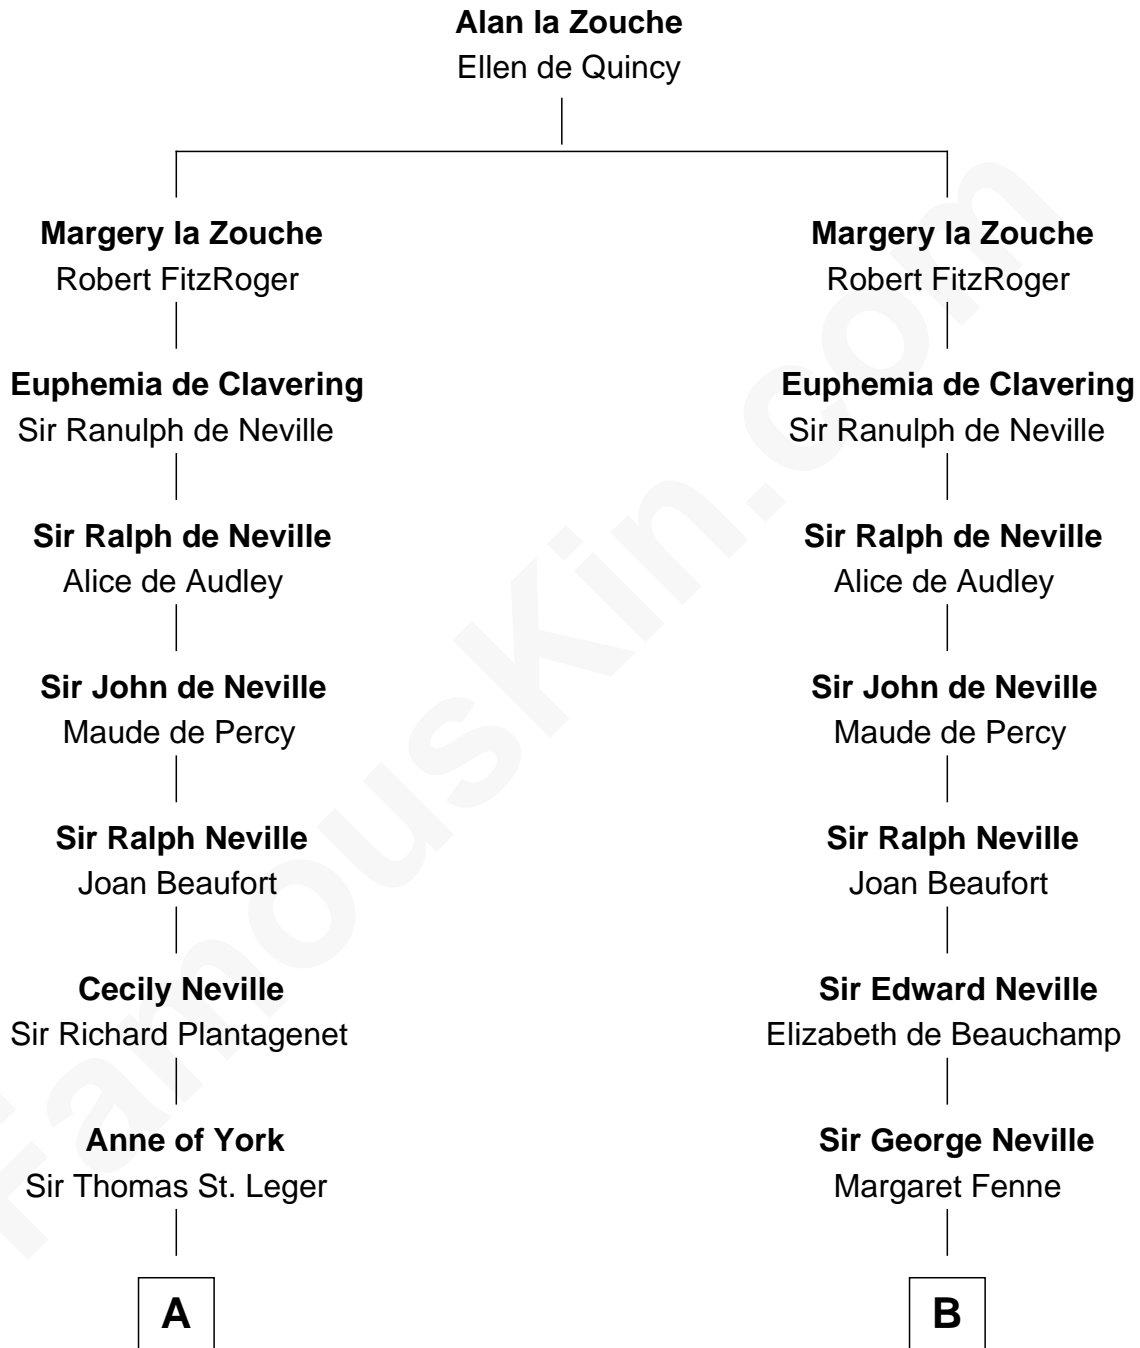 Alan la Zouche
Ellen de Quincy
Margery la Zouche
Robert FitzRoger
Margery la Zouche
Robert FitzRoger
Euphemia de Clavering
Sir Ranulph de Neville
Euphemia de Clavering
Sir Ranulph de Neville
Sir Ralph de Neville
Alice de Audley
Sir Ralph de Neville
Alice de Audley
Sir John de Neville
Maude de Percy
Sir John de Neville
Maude de Percy
Sir Ralph Neville
Joan Beaufort
Sir Ralph Neville
Joan Beaufort
Cecily Neville
Sir Richard Plantagenet
Sir Edward Neville
Elizabeth de Beauchamp
Anne of York
Sir Thomas St. Leger
Sir George Neville
Margaret Fenne
A
B
FamousKin.com